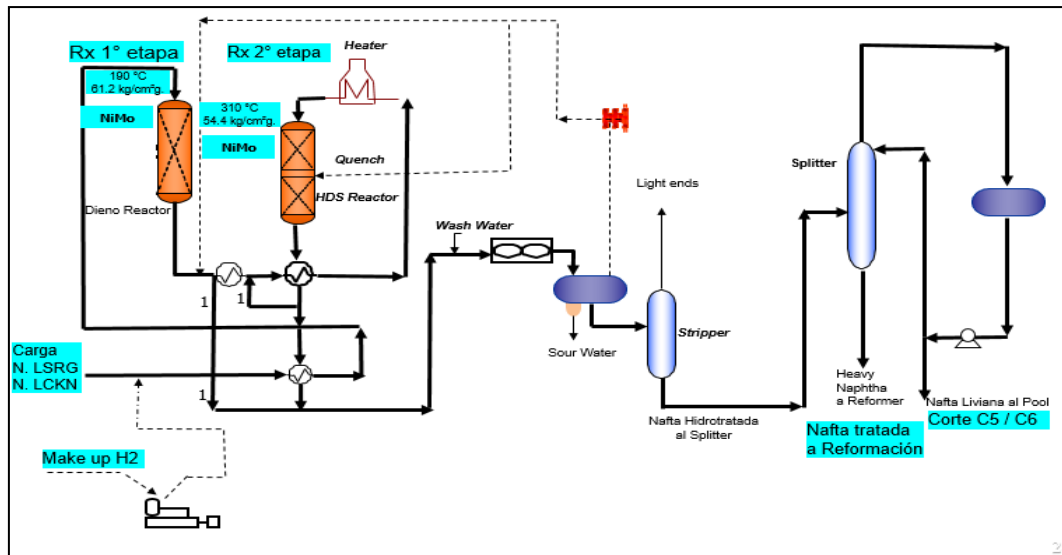 Rx 1° etapa
190 °C
61.2 kg/cm²g.
NiMo
Dieno Reactor
Rx 2° etapa
Heater
310 °C
54.4 kg/cm²g.
NiMo
Quench
HDS Reactor
1
1
1
Carga
N. LSRG
N. LCKN
Make up H2
Wash Water
Sour Water
Light ends
Stripper
Nafta Hidrotratada
al Splitter
Splitter
Heavy
Naphtha
a Reformer
Nafta tratada
a Reformación
Nafta Liviana al Pool
Corte C5 / C6
2